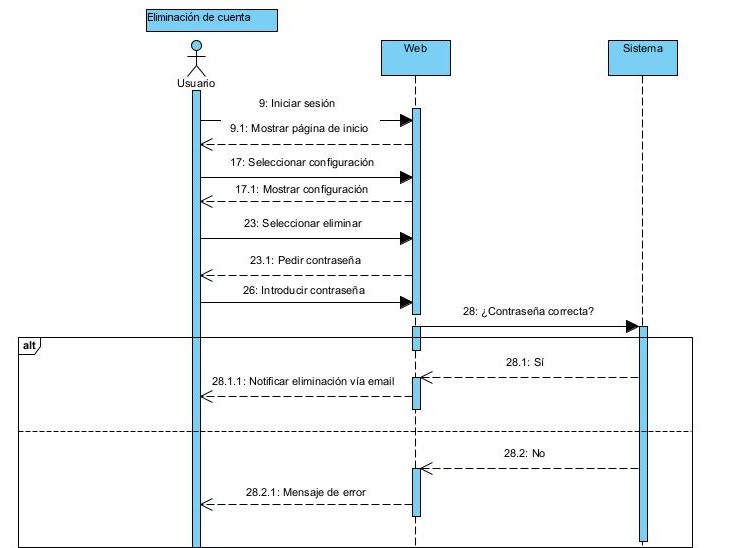 Eliminación de cuenta
Web
Sistema
Usuario
9: Iniciar sesión
9.1: Mostrar página de inicio
17: Seleccionar configuración
17.1: Mostrar configuración
23: Seleccionar eliminar
23.1: Pedir contraseña
26: Introducir contraseña
28: ¿Contraseña correcta?
alt
28.1: Sí
28.1.1: Notificar eliminación vía email
28.2: No
28.2.1: Mensaje de error